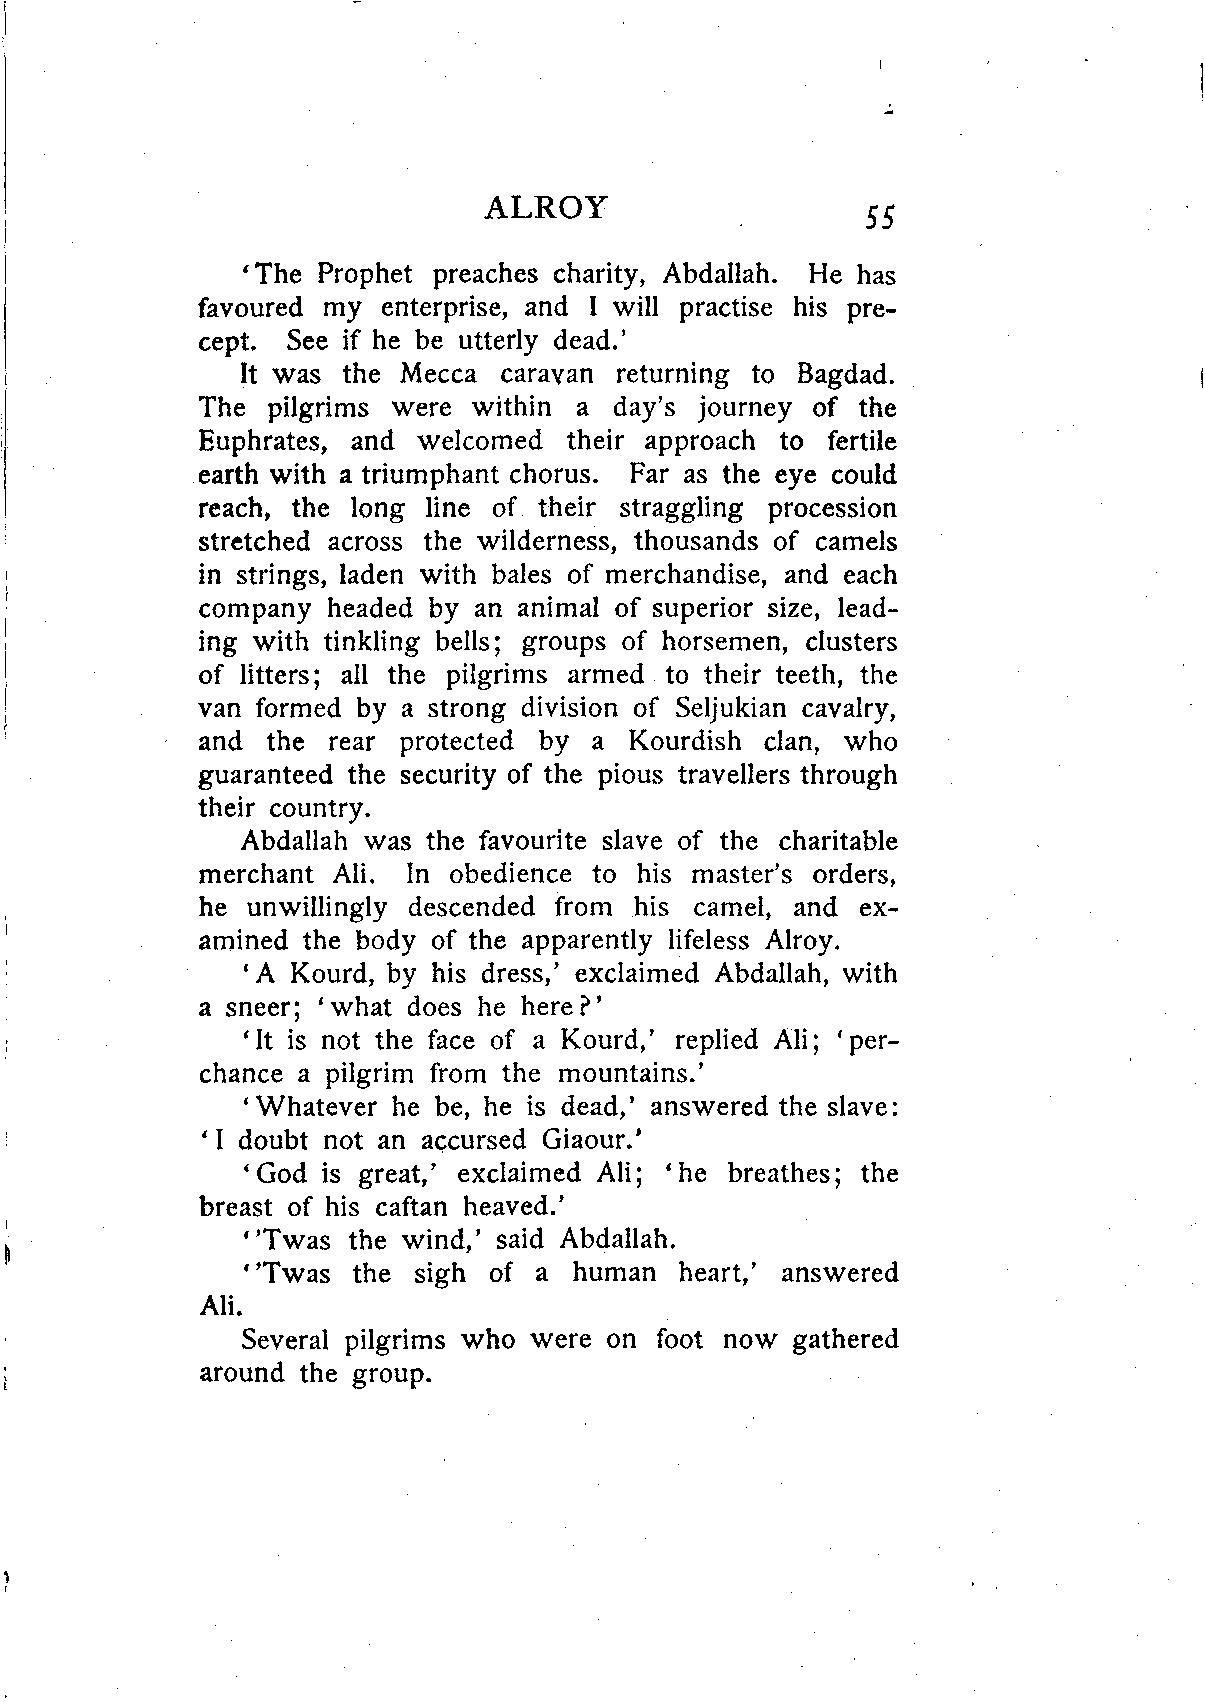 ALROY 55
‘The Prophet preaches charity, Abdallah. He has
favoured my enterprise, and I will practise his pre-
cept. See if he be utterly dead.’
It was the Mecca caravan returning to Bagdad.
The pilgrims were within a day’s journey of the
Euphrates, and welcomed their approach to fertile
earth with a triumphant chorus. Far as the eye could
reach, the long line of their straggling procession
stretched across the wilderness, thousands of camels
in strings, laden with bales of merchandise, and each
company headed by an animal of superior size, lead-
ing with tinkling bells; groups of horsemen, clusters
of litters; all the pilgrims armed to their teeth, the
van formed by a strong division of Seljukian cavalry,
and the rear protected by a Kourdish clan, who
guaranteed the security of the pious travellers through
their country.
Abdallah was the favourite slave of the charitable
merchant Ali. In obedience to his master’s orders,
he unwillingly descended from his camel, and ex-
amined the body of the apparently lifeless Alroy.
‘A Kourd, by his dress,’ exclaimed Abdallah, with
a sneer; ‘what does he here?’
‘It is not the face of a Kourd,’ replied Ali; ‘per-
chance a pilgrim from the mountains.’
‘Whatever he be, he is dead,’ answered the slave:
‘I doubt not an accursed Giaour.’
‘God is great,’ exclaimed Ali; ‘he breathes; the
breast of his caftan heaved.’
‘’Twas the wind,’ said Abdallah.
‘’Twas the sigh of a human heart,’ answered
Ali.
Several pilgrims who were on foot now gathered
around the group.